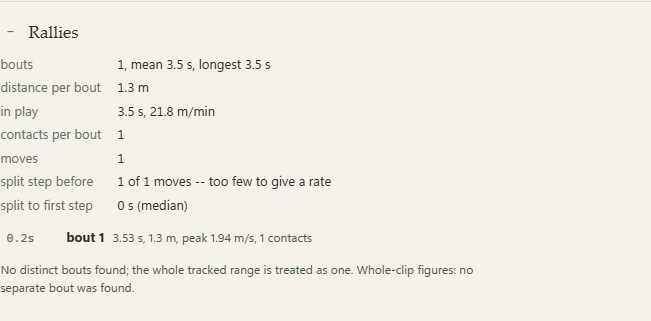 – Rallies
bouts 1, mean 3.5 s, longest 3.5 s
distance per bout 1.3 m
in play 3.5 s, 21.8 m/min
contacts per bout 1
moves 1
split step before 1 of 1 moves -- too few to give a rate
split to first step 0 s (median)
0.2s bout 1 3.53 s, 1.3 m, peak 1.94 m/s, 1 contacts
No distinct bouts found; the whole tracked range is treated as one. Whole-clip figures: no
separate bout was found.